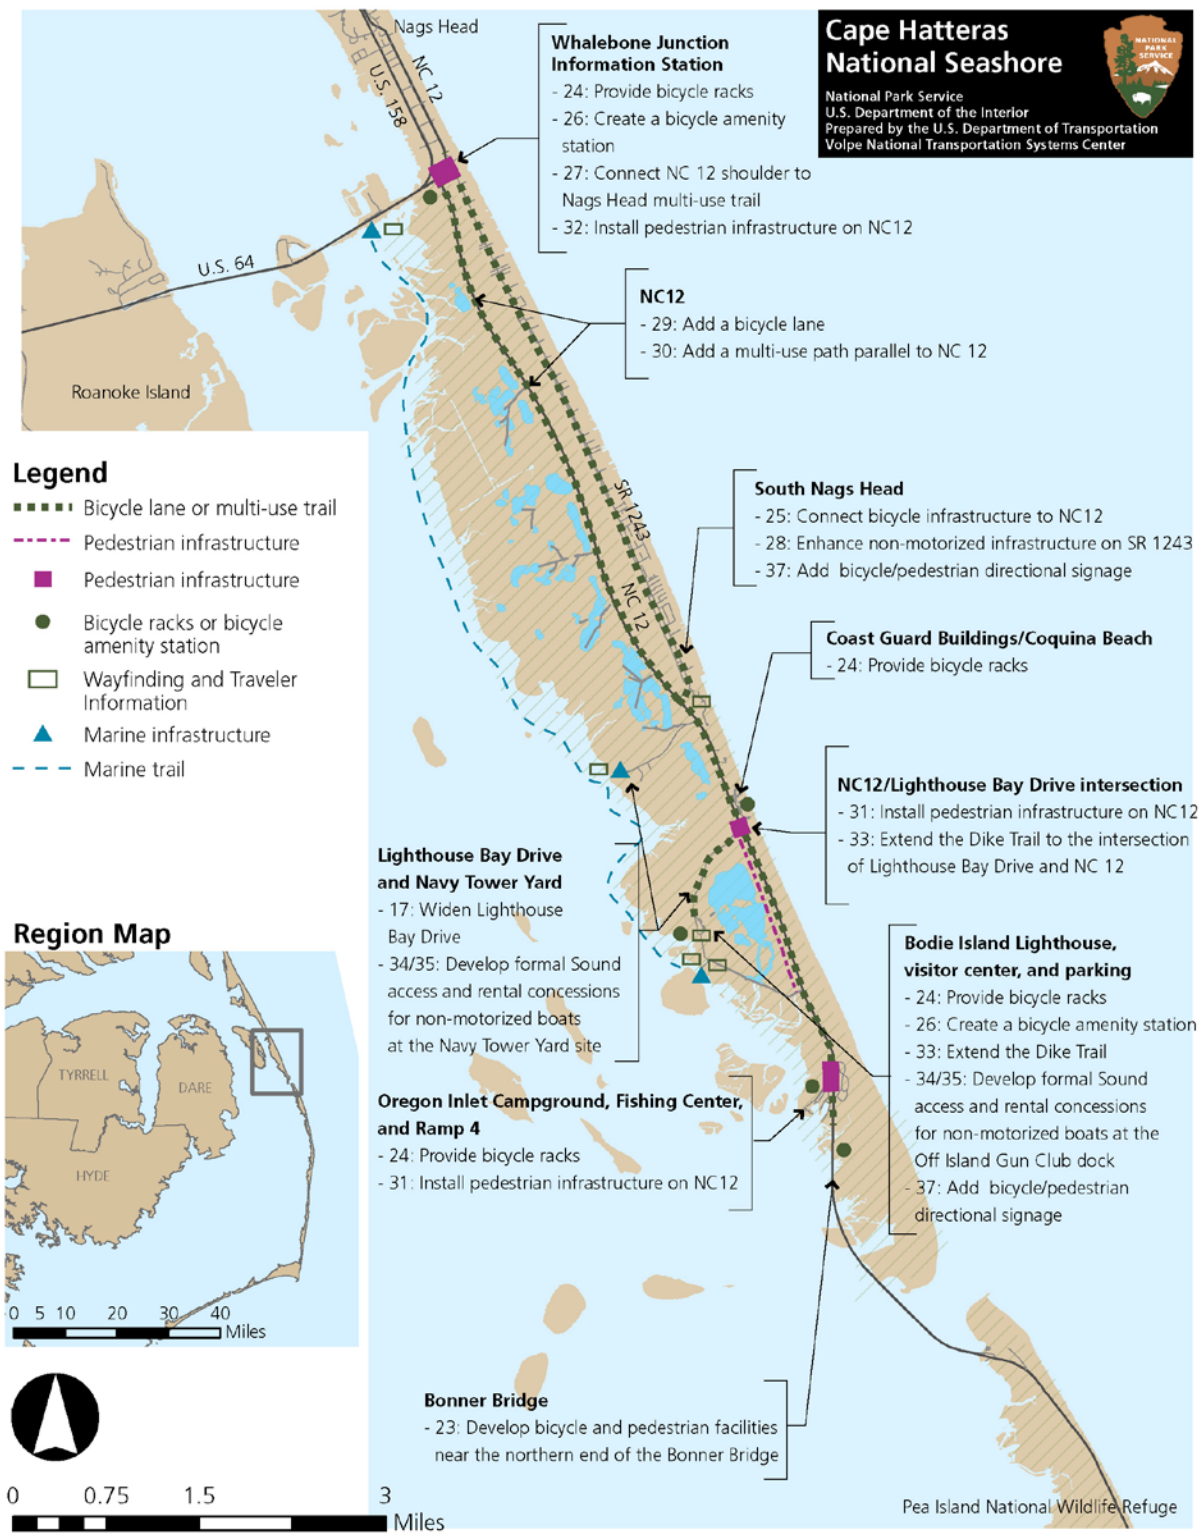 Nags Head
NC 12
U.S. 158
U.S. 64
Roanoke Island
Whalebone Junction
Information Station
- 24: Provide bicycle racks
- 26: Create a bicycle amenity
station
- 27: Connect NC 12 shoulder to
Nags Head multi-use trail
- 32: Install pedestrian infrastructure on NC12
Cape Hatteras
National Seashore
National Park Service
U.S. Department of the Interior
Prepared by the U.S. Department of Transportation
Volpe National Transportation Systems Center
NATIONAL
PARK
SERVICE
NC12
- 29: Add a bicycle lane
- 30: Add a multi-use path parallel to NC 12
SR 1243
NC 12
South Nags Head
- 25: Connect bicycle infrastructure to NC12
- 28: Enhance non-motorized infrastructure on SR 1243
- 37: Add bicycle/pedestrian directional signage
Coast Guard Buildings/Coquina Beach
- 24: Provide bicycle racks
NC12/Lighthouse Bay Drive intersection
- 31: Install pedestrian infrastructure on NC12
- 33: Extend the Dike Trail to the intersection
of Lighthouse Bay Drive and NC 12
Legend
Bicycle lane or multi-use trail
Pedestrian infrastructure
Pedestrian infrastructure
Bicycle racks or bicycle
amenity station
Wayfinding and Traveler
Information
Marine infrastructure
Marine trail
Lighthouse Bay Drive
and Navy Tower Yard
- 17: Widen Lighthouse
Bay Drive
- 34/35: Develop formal Sound
access and rental concessions
for non-motorized boats
at the Navy Tower Yard site
Bodie Island Lighthouse,
visitor center, and parking
- 24: Provide bicycle racks
- 26: Create a bicycle amenity station
- 33: Extend the Dike Trail
- 34/35: Develop formal Sound
access and rental concessions
for non-motorized boats at the
Off Island Gun Club dock
- 37: Add bicycle/pedestrian
directional signage
Oregon Inlet Campground, Fishing Center,
and Ramp 4
- 24: Provide bicycle racks
- 31: Install pedestrian infrastructure on NC12
Region Map
TYRRELL
DARE
HYDE
0 5 10 20 30 40
Miles
Bonner Bridge
- 23: Develop bicycle and pedestrian facilities
near the northern end of the Bonner Bridge
0 0.75 1.5 3
Miles
Pea Island National Wildlife Refuge